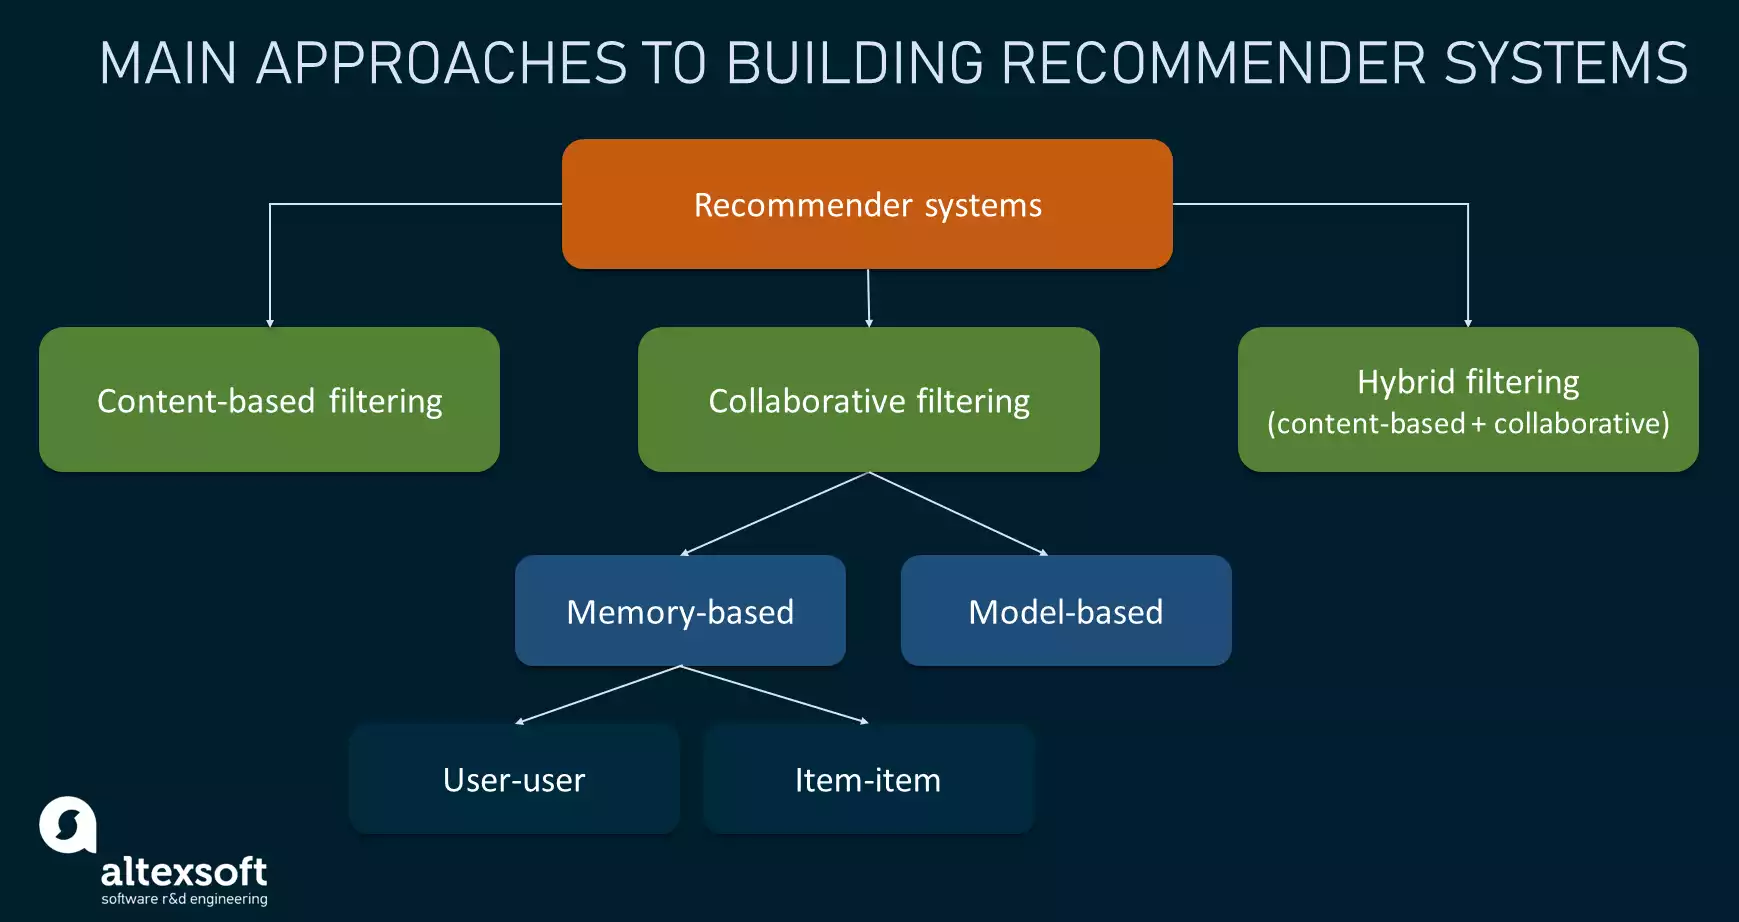 MAIN APPROACHES TO BUILDING RECOMMENDER SYSTEMS
Recommender systems
Content-based filtering
Collaborative filtering
Hybrid filtering
(content-based + collaborative)
Memory-based
Model-based
User-user
Item-item
altexsoft
software r&d engineering